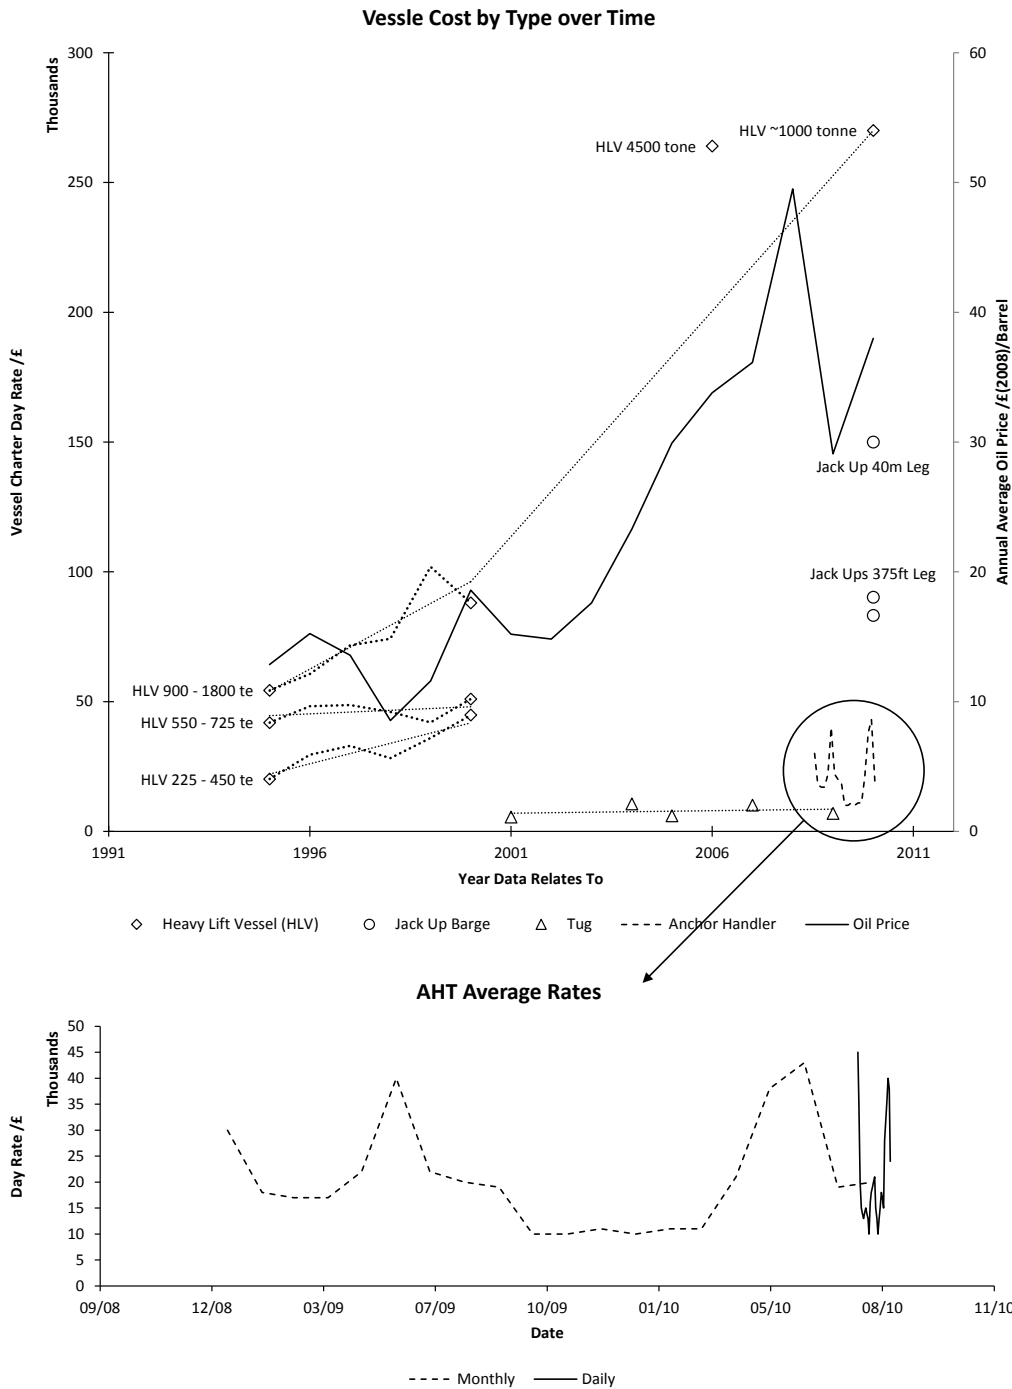 Vessle Cost by Type over Time
Thousands
Vessel Charter Day Rate /£
300
250
200
150
100
50
0
60
50
40
30
20
10
0
Annual Average Oil Price /£(2008)/Barrel
HLV 4500 tone
HLV ~1000 tonne
Jack Up 40m Leg
Jack Ups 375ft Leg
HLV 900 - 1800 te
HLV 550 - 725 te
HLV 225 - 450 te
1991 1996 2001 2006 2011
Year Data Relates To
Heavy Lift Vessel (HLV) Jack Up Barge Tug Anchor Handler Oil Price
AHT Average Rates
Thousands
Day Rate /£
50
45
40
35
30
25
20
15
10
5
0
09/08 12/08 03/09 07/09 10/09 01/10 05/10 08/10 11/10
Date
Monthly Daily